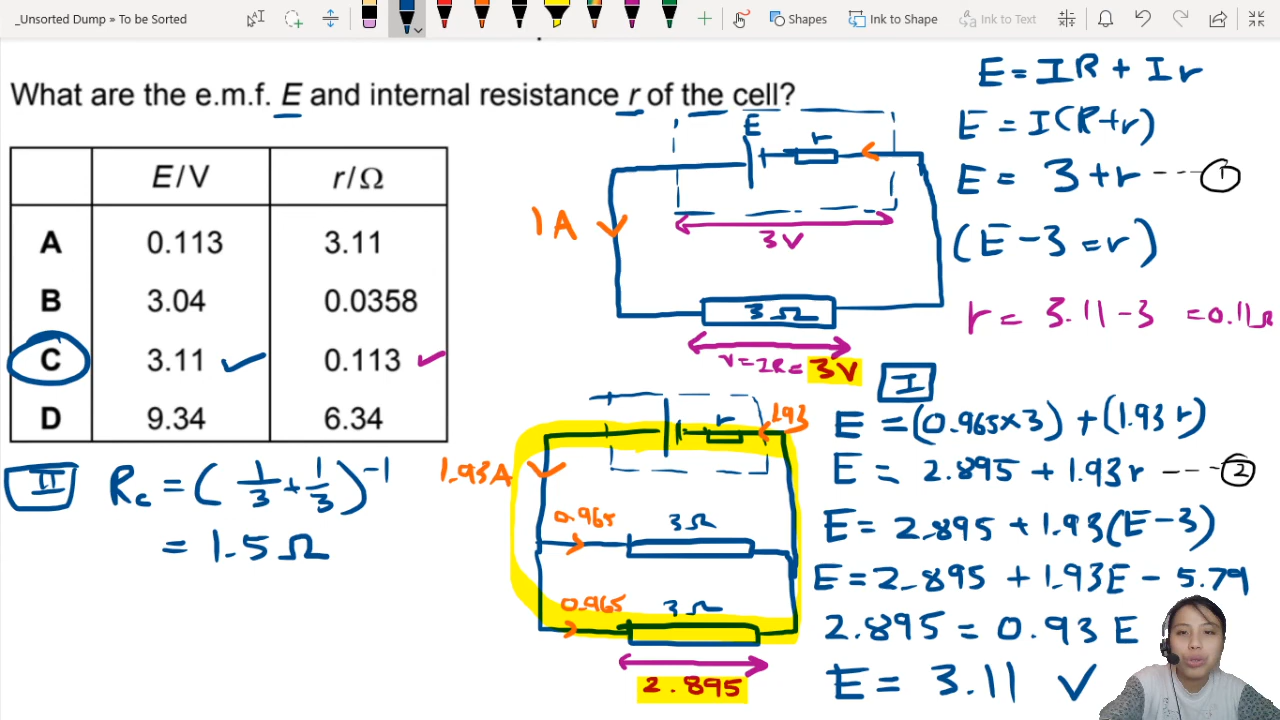 _Unsorted Dump » To be Sorted
Shapes
Ink to Shape
Ink to Text
What are the e.m.f. E and internal resistance r of the cell?
E/V r/Ω
A 0.113 3.11
B 3.04 0.0358
C 3.11 0.113
D 9.34 6.34
E
r
1A
3V
3Ω
V=IR= 3V
E = IR + Ir
E = I(R+r)
E = 3+r --- 1
(E-3 = r)
r = 3.11-3 = 0.11Ω
II
Rc = (1/3 + 1/3)^-1
= 1.5Ω
r
1.93
1.93A
0.965
3Ω
0.965
3Ω
2.895
I
E = (0.965×3) + (1.93r)
E = 2.895 + 1.93r --- 2
E = 2.895 + 1.93(E-3)
E = 2.895 + 1.93E - 5.79
2.895 = 0.93 E
E = 3.11 V